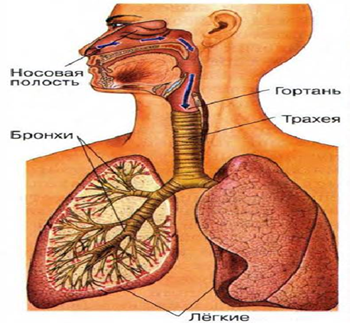 Носовая
полость
Гортань
Трахея
Бронхи
Лёгкие